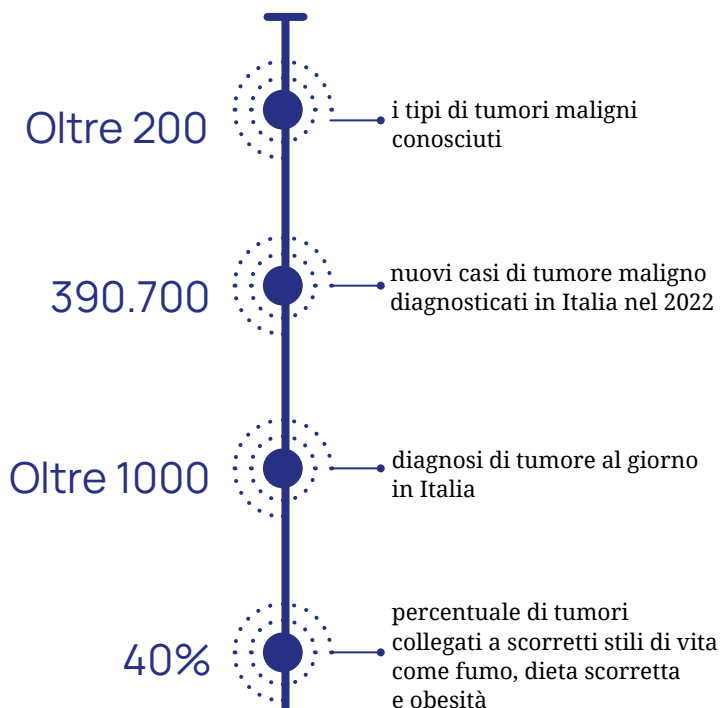 Oltre 200
i tipi di tumori maligni
conosciuti
390.700
nuovi casi di tumore maligno
diagnosticati in Italia nel 2022
Oltre 1000
diagnosi di tumore al giorno
in Italia
40%
percentuale di tumori
collegati a scorretti stili di vita
come fumo, dieta scorretta
e obesità